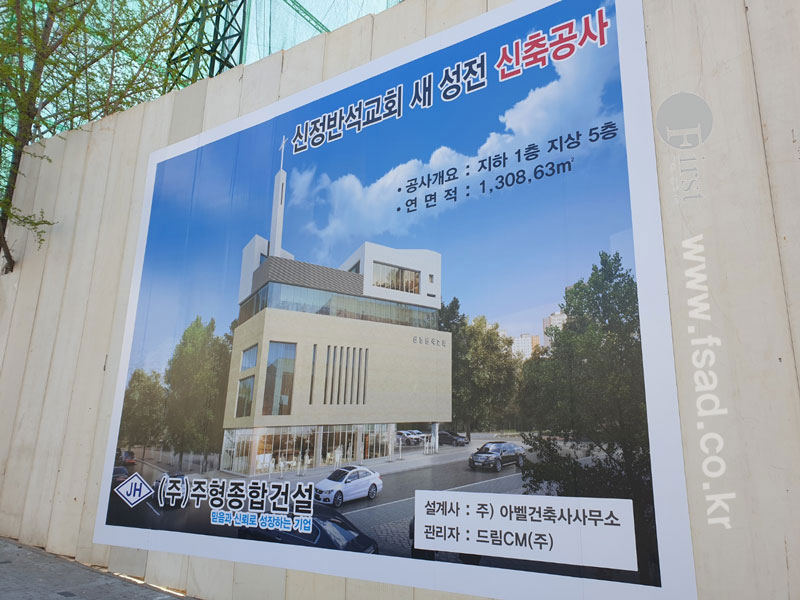 신정반석교회 새 성전 신축공사
• 공사개요 : 지하 1층 지상 5층
• 연 면 적 : 1,308,63㎡
JH (주)주형종합건설
믿음과 신뢰로 성장하는 기업
설계사 : 주) 아벨건축사사무소
관리자 : 드림CM(주)
First www.fsad.co.kr